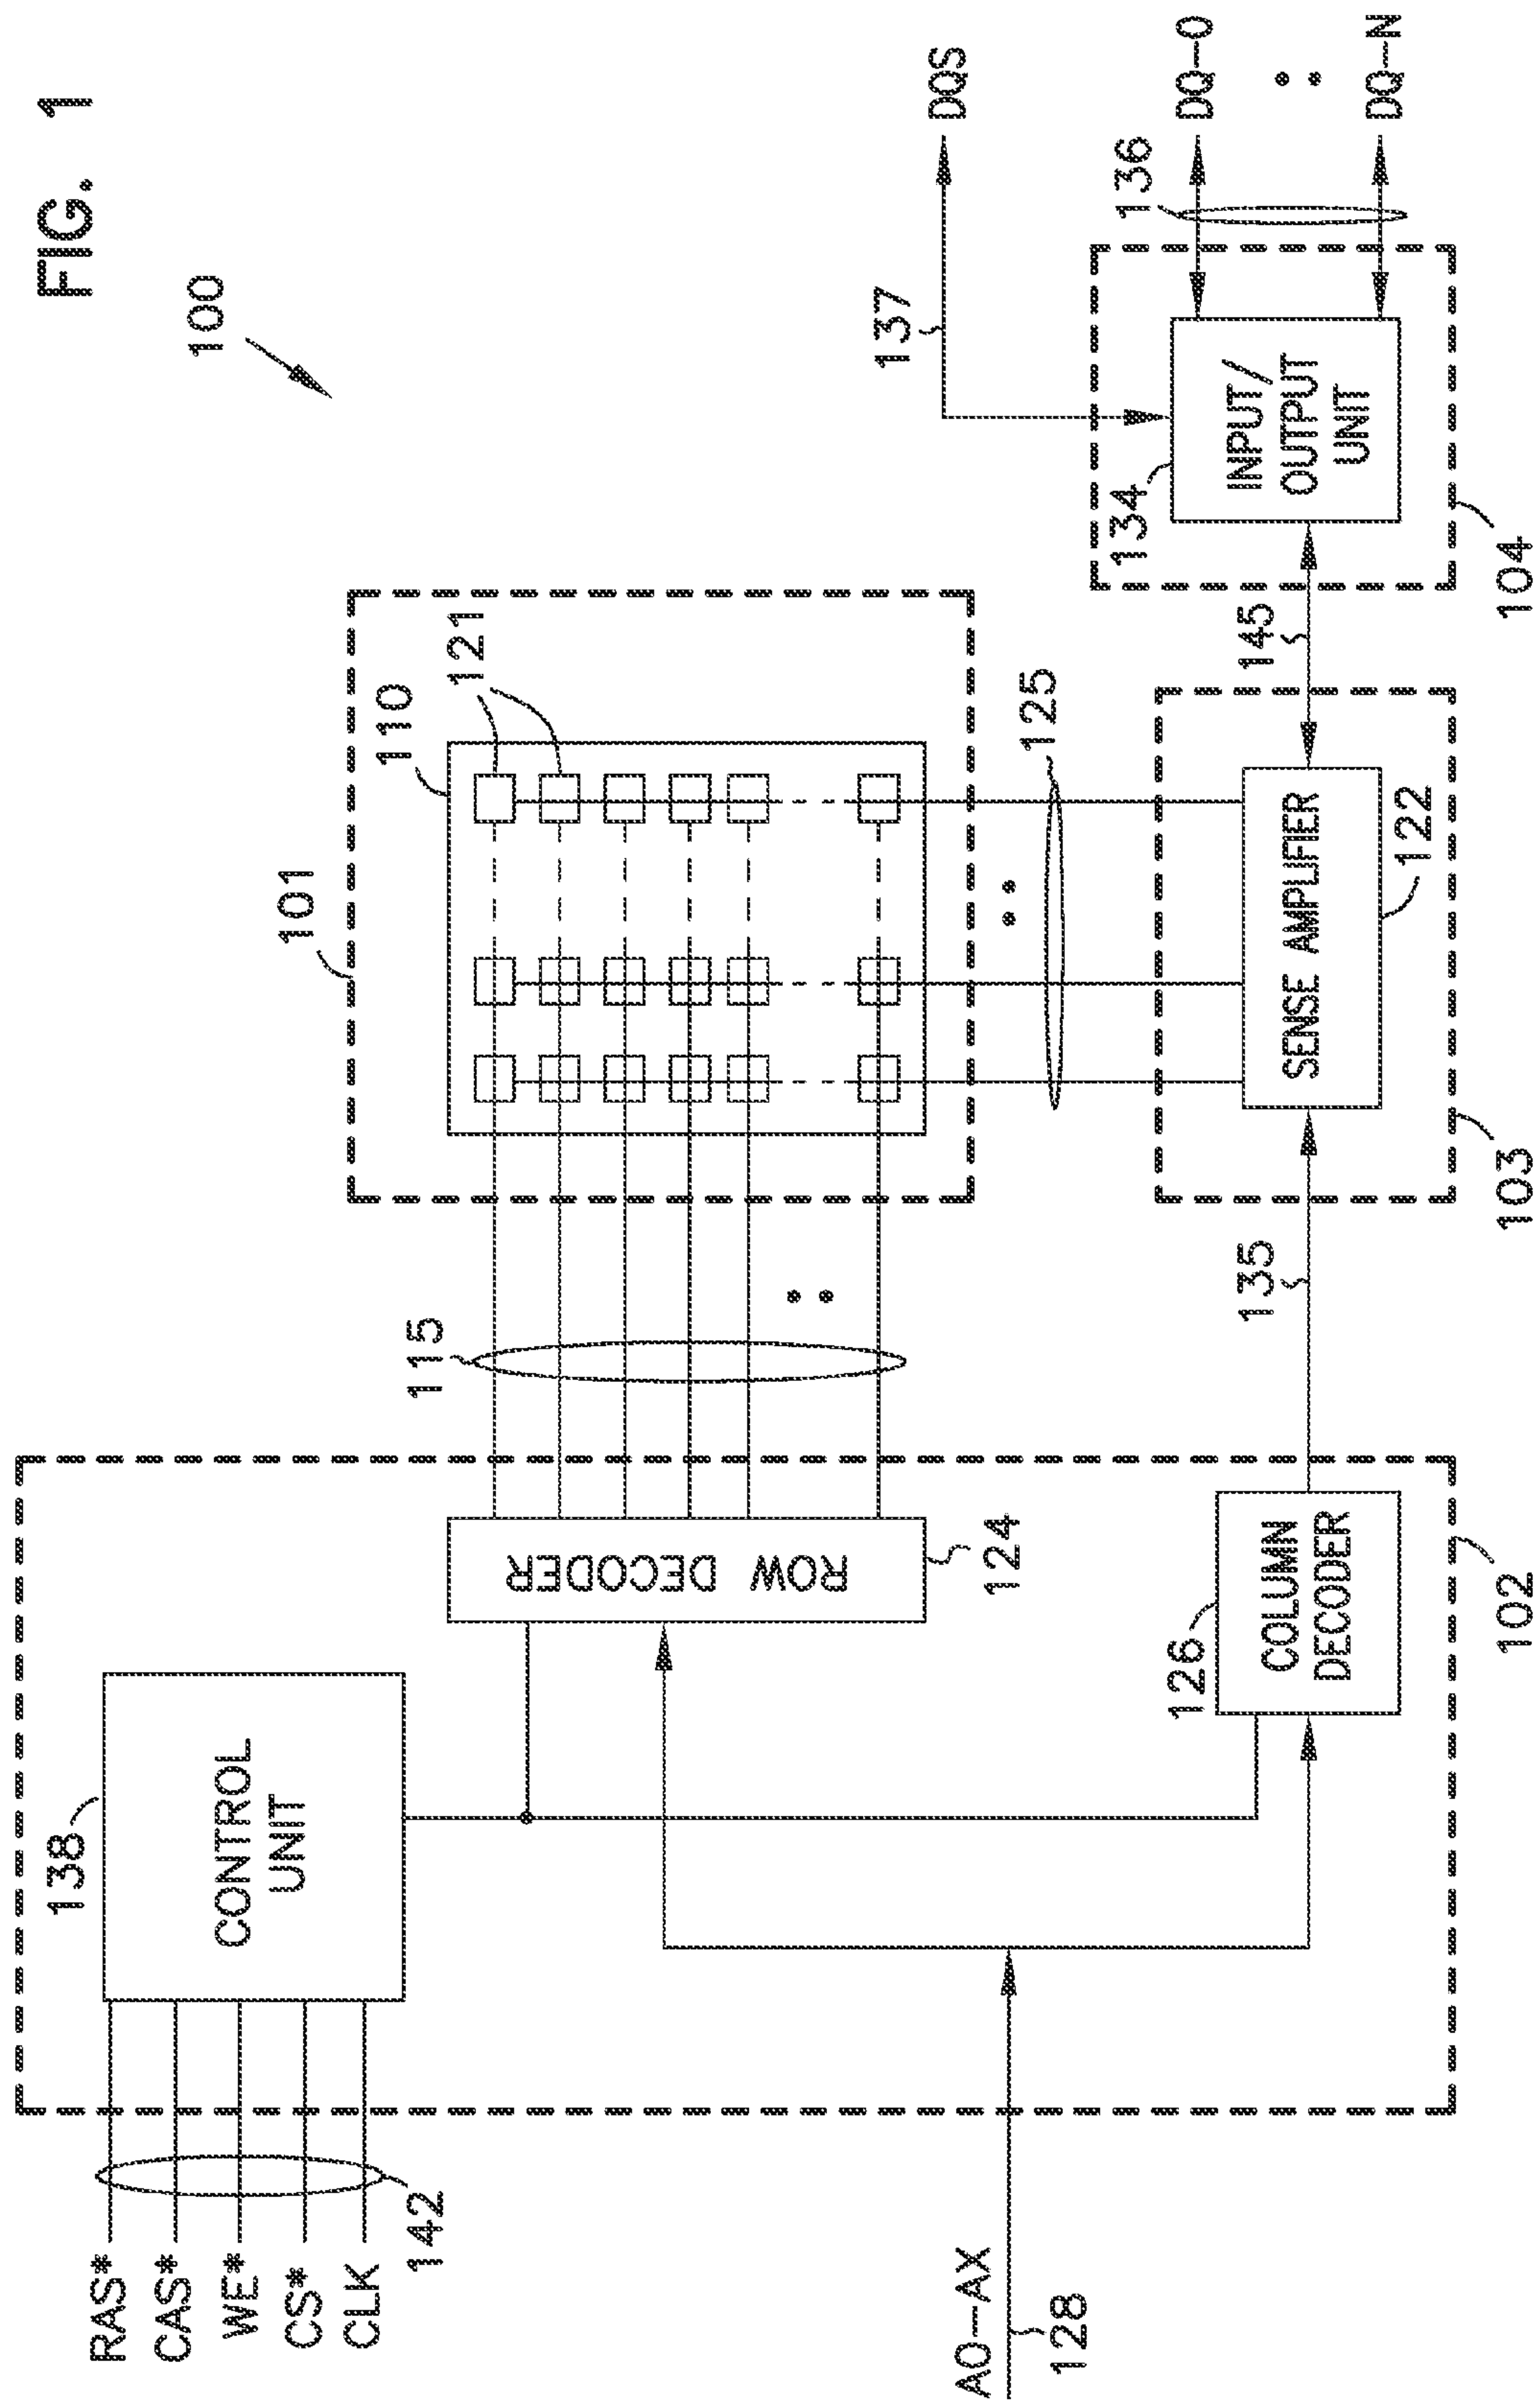 FIG. 1
100
138
CONTROL
UNIT
RAS*
CAS*
WE*
CS*
CLK
142
101
110
121
115
ROW DECODER
124
125
137
DQS
136
DQ-0
DQ-N
134
INPUT/
OUTPUT
UNIT
104
145
SENSE AMPLIFIER
122
103
135
126
COLUMN
DECODER
102
A0-AX
128